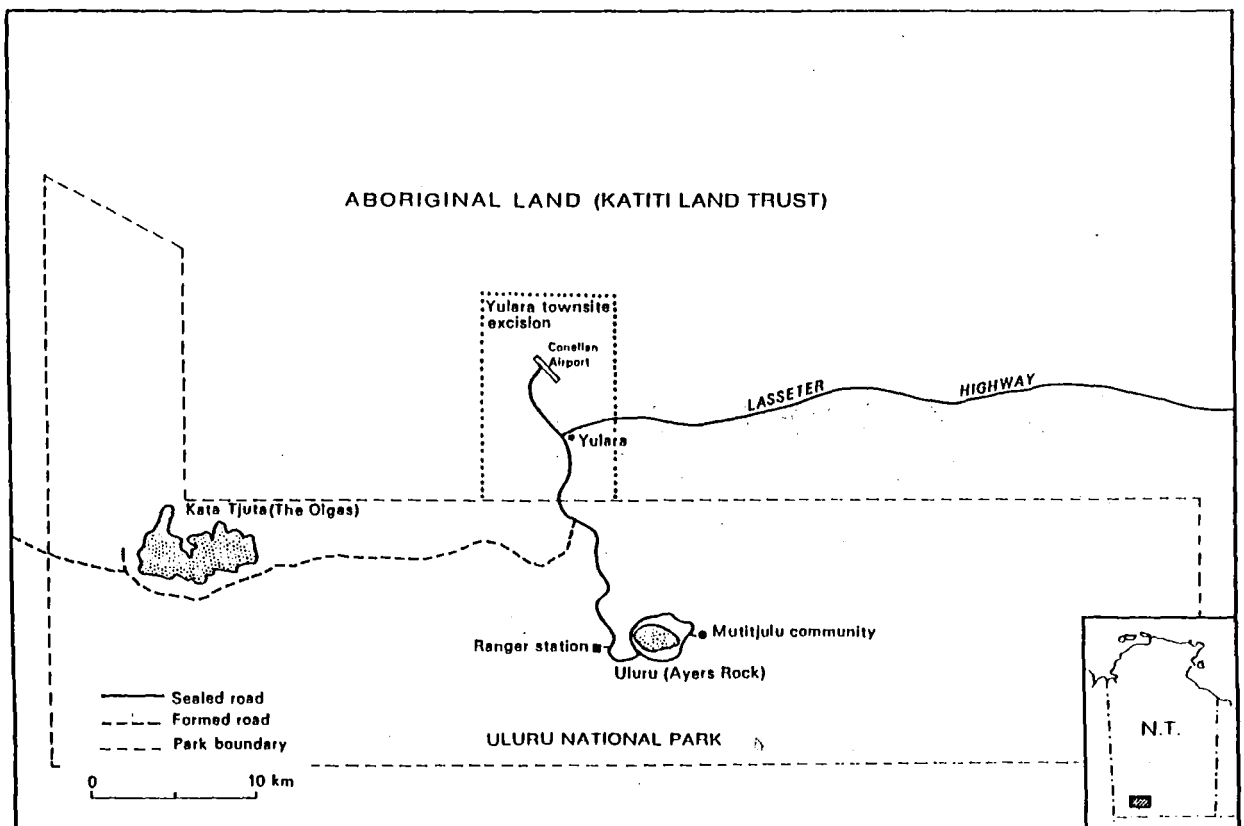 ABORIGINAL LAND (KATITI LAND TRUST)
Yulara townsite
excision
Conellan
Airport
LASSETER HIGHWAY
Yulara
Kata Tjuta (The Olgas)
Ranger station
Mutitjulu community
Uluru (Ayers Rock)
Sealed road
Formed road
Park boundary
ULURU NATIONAL PARK
0 10 km
N.T.